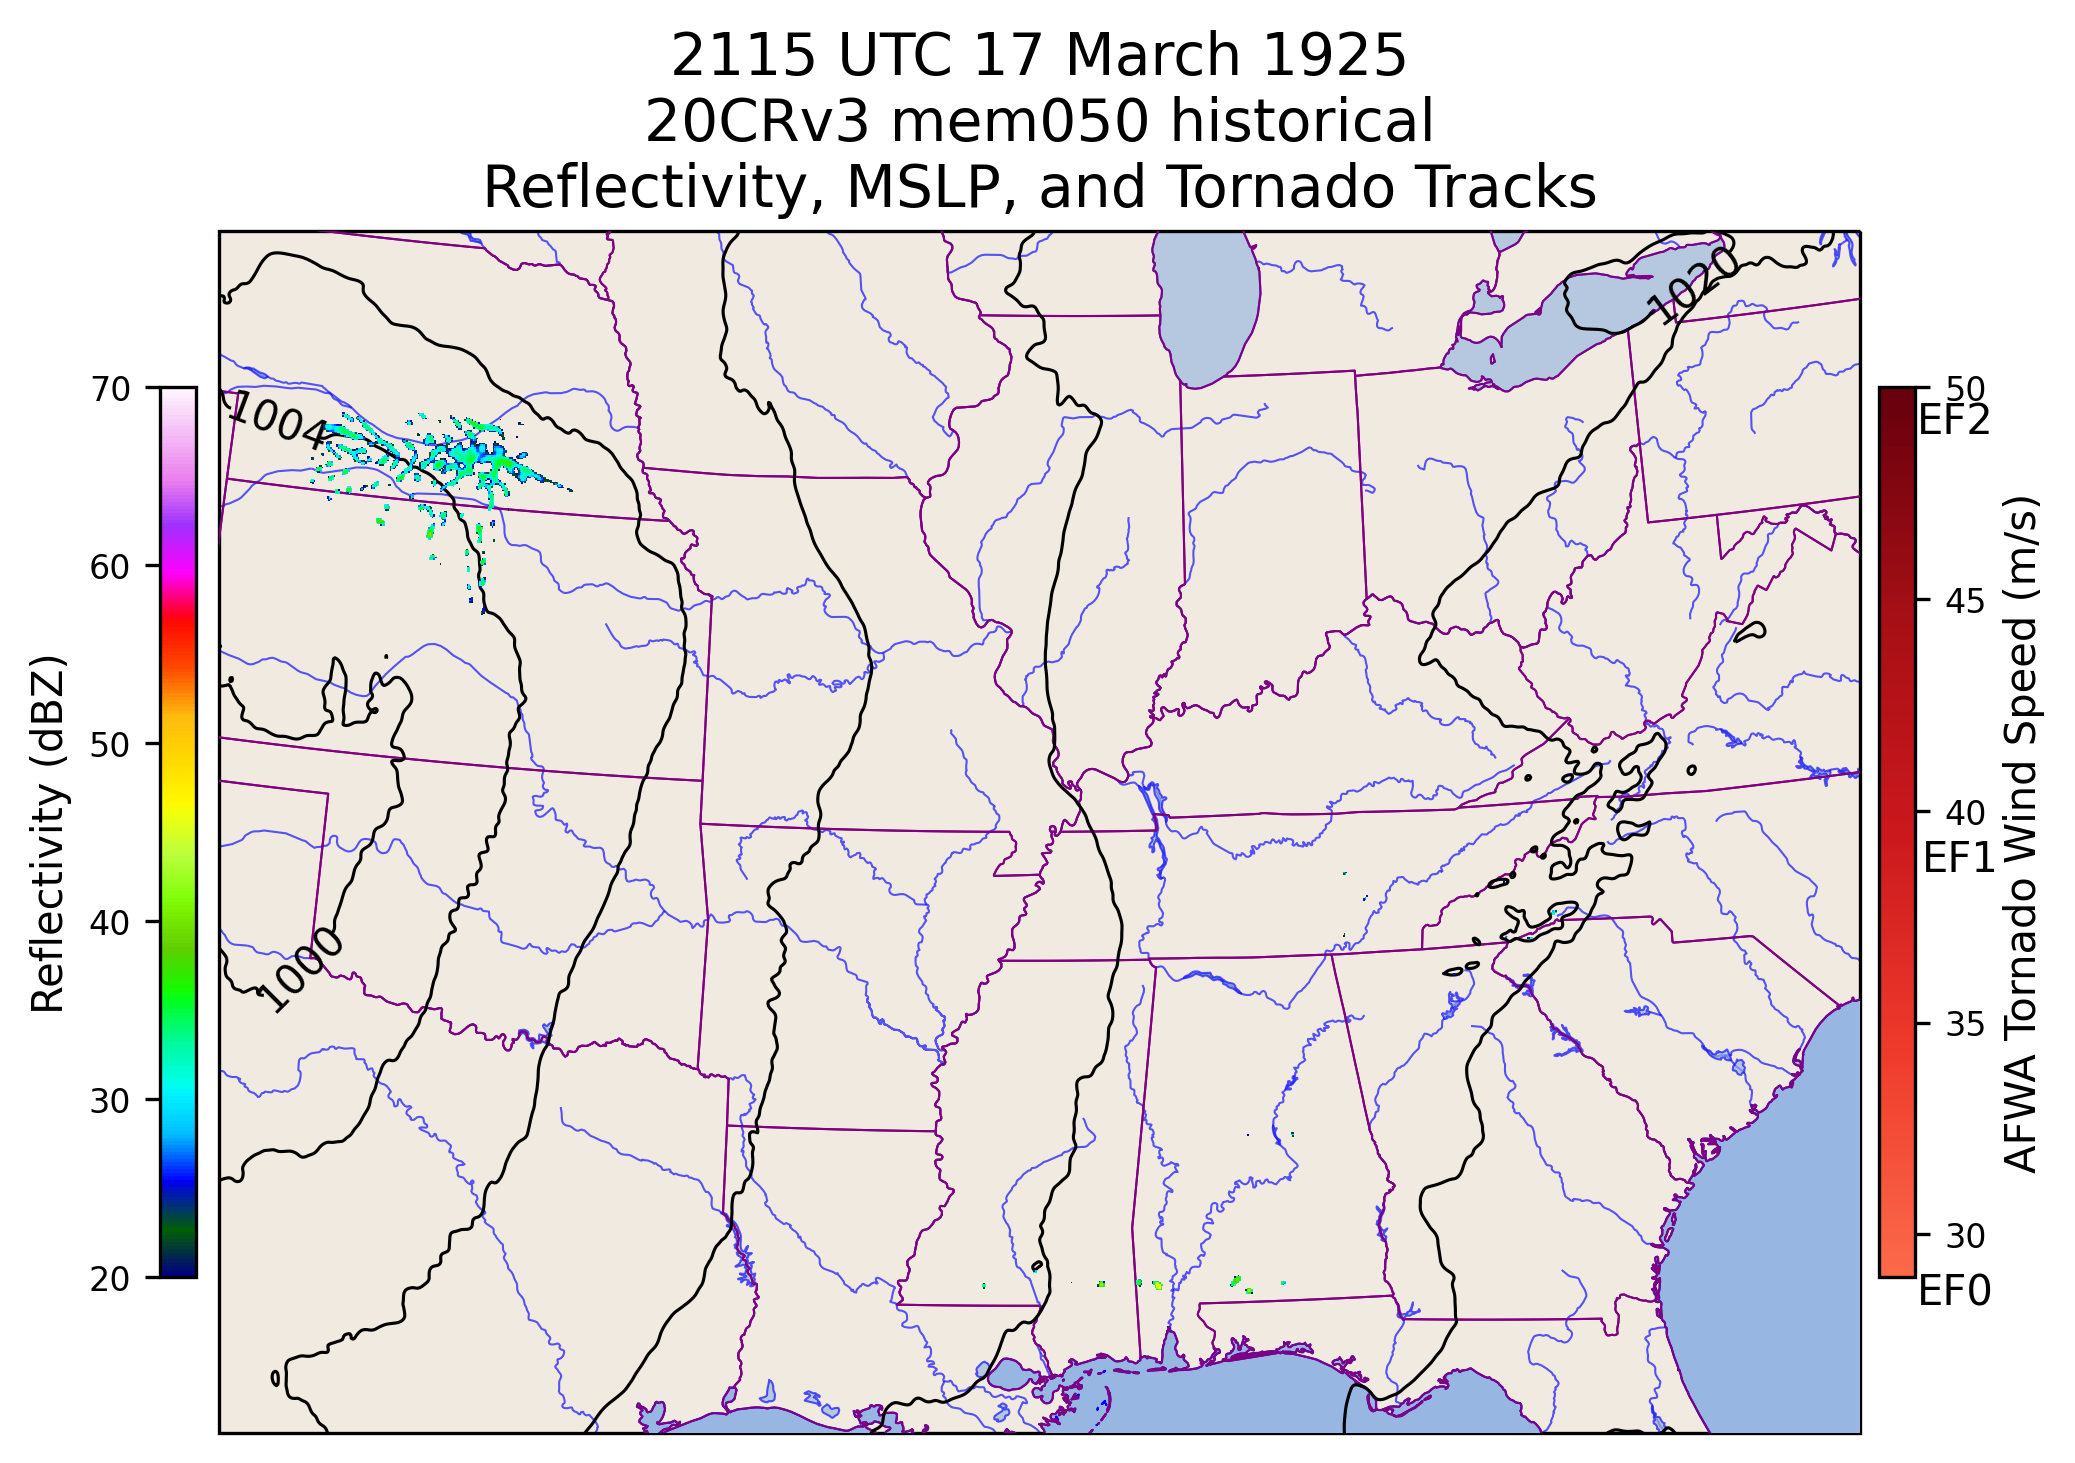 2115 UTC 17 March 1925
20CRv3 mem050 historical
Reflectivity, MSLP, and Tornado Tracks
1020
1004
1000
70
60
50
40
30
20
Reflectivity (dBZ)
50
EF2
45
40
EF1
35
30
EF0
AFWA Tornado Wind Speed (m/s)